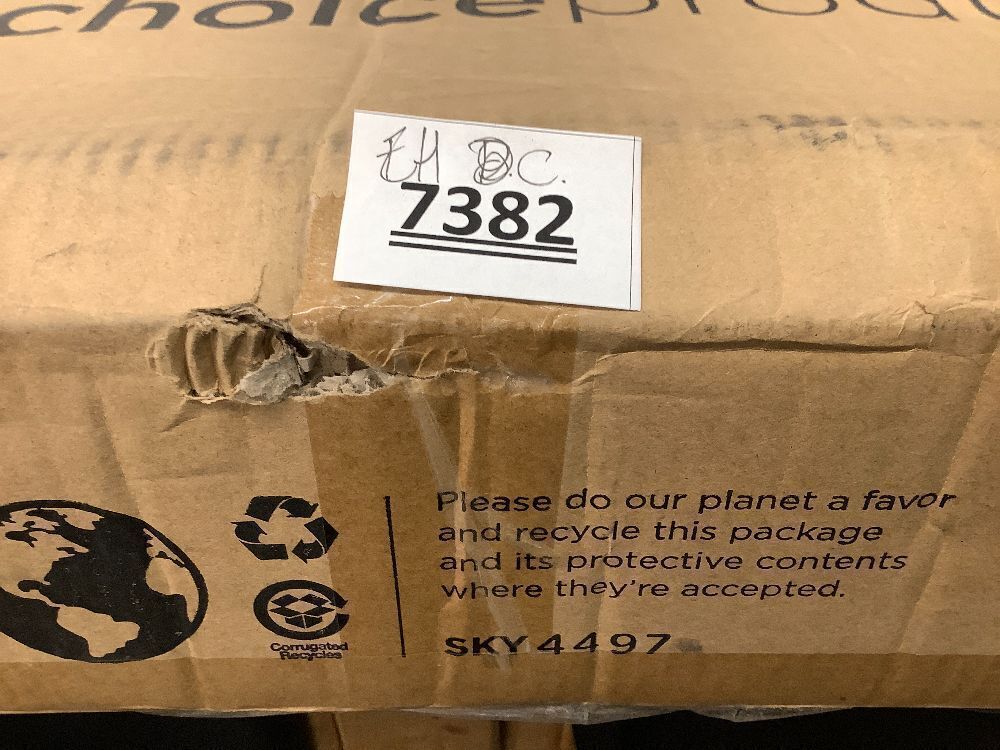 choiceprodu
EH B.C.
7382
Please do our planet a favor
and recycle this package
and its protective contents
where they're accepted.
SKY4497
Corrugated
Recycles